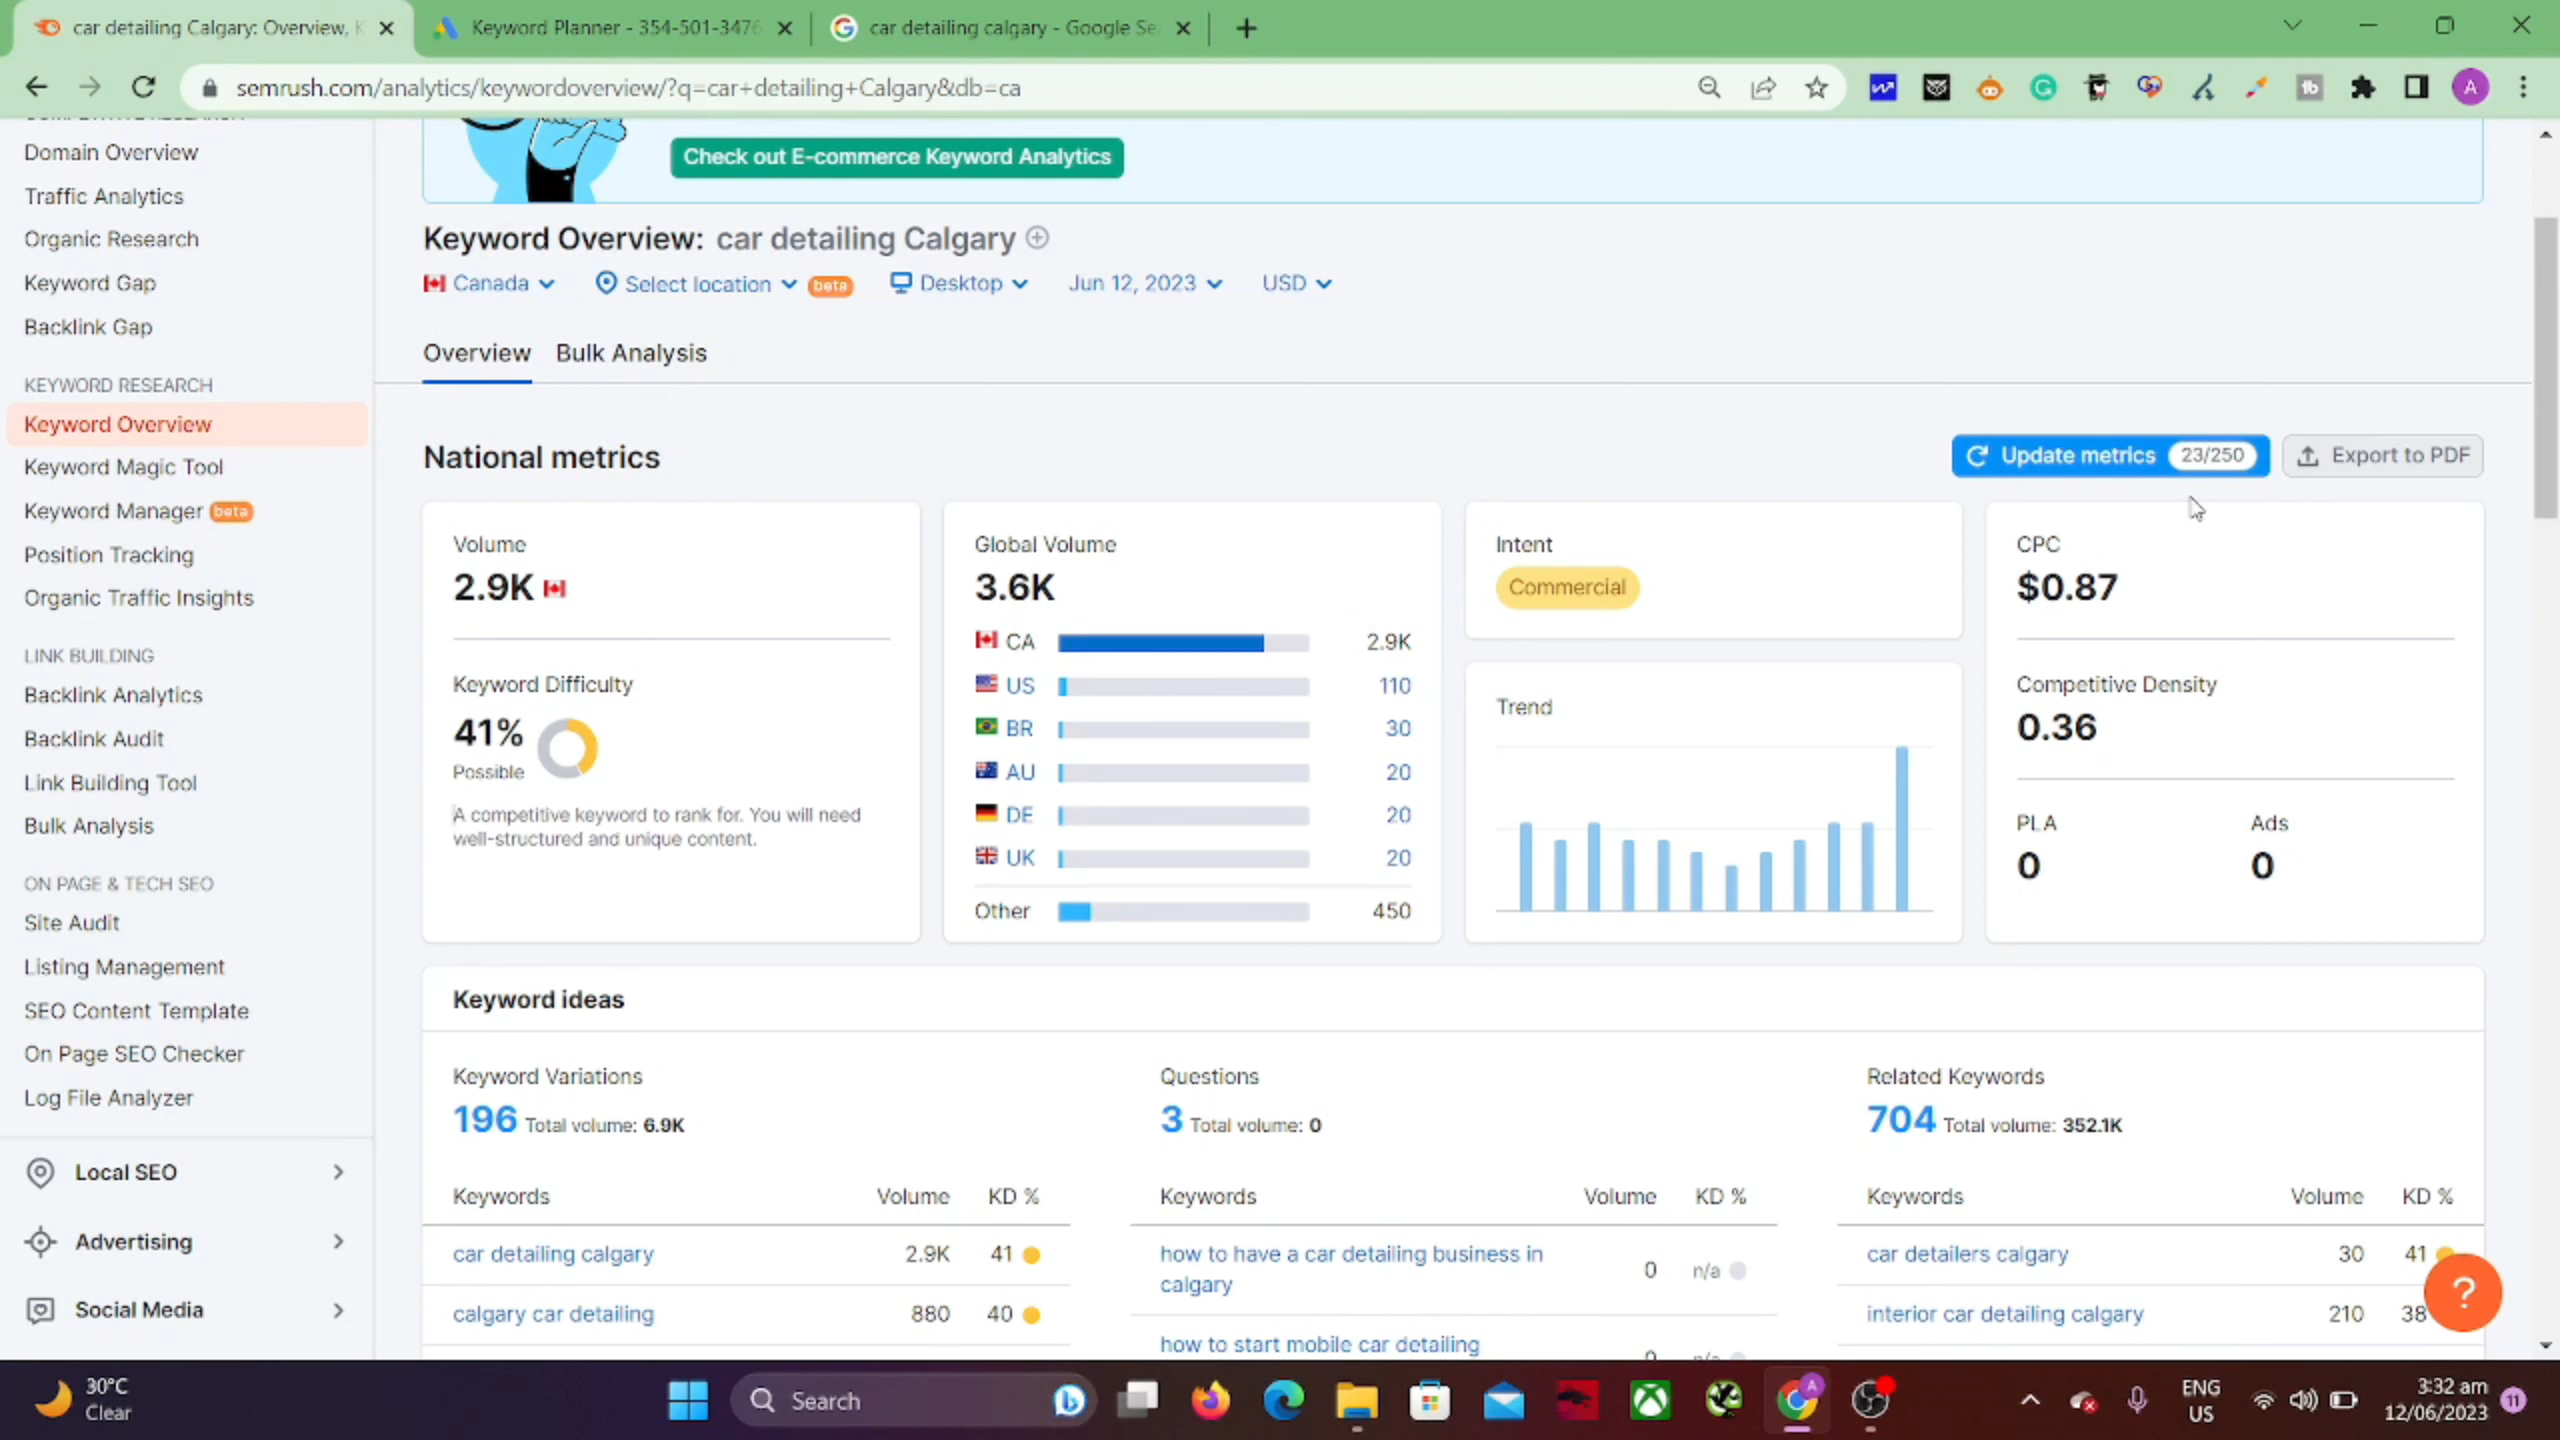 car detailing Calgary: Overview, K
Keyword Planner - 354-501-3476
car detailing calgary - Google Se
semrush.com/analytics/keywordoverview/?q=car+detailing+Calgary&db=ca
A
Domain Overview
Traffic Analytics
Organic Research
Keyword Gap
Backlink Gap
KEYWORD RESEARCH
Keyword Overview
Keyword Magic Tool
Keyword Manager beta
Position Tracking
Organic Traffic Insights
LINK BUILDING
Backlink Analytics
Backlink Audit
Link Building Tool
Bulk Analysis
ON PAGE & TECH SEO
Site Audit
Listing Management
SEO Content Template
On Page SEO Checker
Log File Analyzer
Local SEO
Advertising
Social Media
Check out E-commerce Keyword Analytics
Keyword Overview: car detailing Calgary
Canada Select location beta Desktop Jun 12, 2023 USD
Overview Bulk Analysis
National metrics
Update metrics 23/250 Export to PDF
Volume
2.9K
Keyword Difficulty
41%
Possible
A competitive keyword to rank for. You will need
well-structured and unique content.
Global Volume
3.6K
CA 2.9K
US 110
BR 30
AU 20
DE 20
UK 20
Other 450
Intent
Commercial
Trend
CPC
$0.87
Competitive Density
0.36
PLA Ads
0 0
Keyword ideas
Keyword Variations
196 Total volume: 6.9K
Keywords Volume KD %
car detailing calgary 2.9K 41
calgary car detailing 880 40
Questions
3 Total volume: 0
Keywords Volume KD %
how to have a car detailing business in
calgary 0 n/a
how to start mobile car detailing
Related Keywords
704 Total volume: 352.1K
Keywords Volume KD %
car detailers calgary 30 41
interior car detailing calgary 210 38
?
30°C
Clear
Search
A
ENG
US
3:32 am
12/06/2023
11